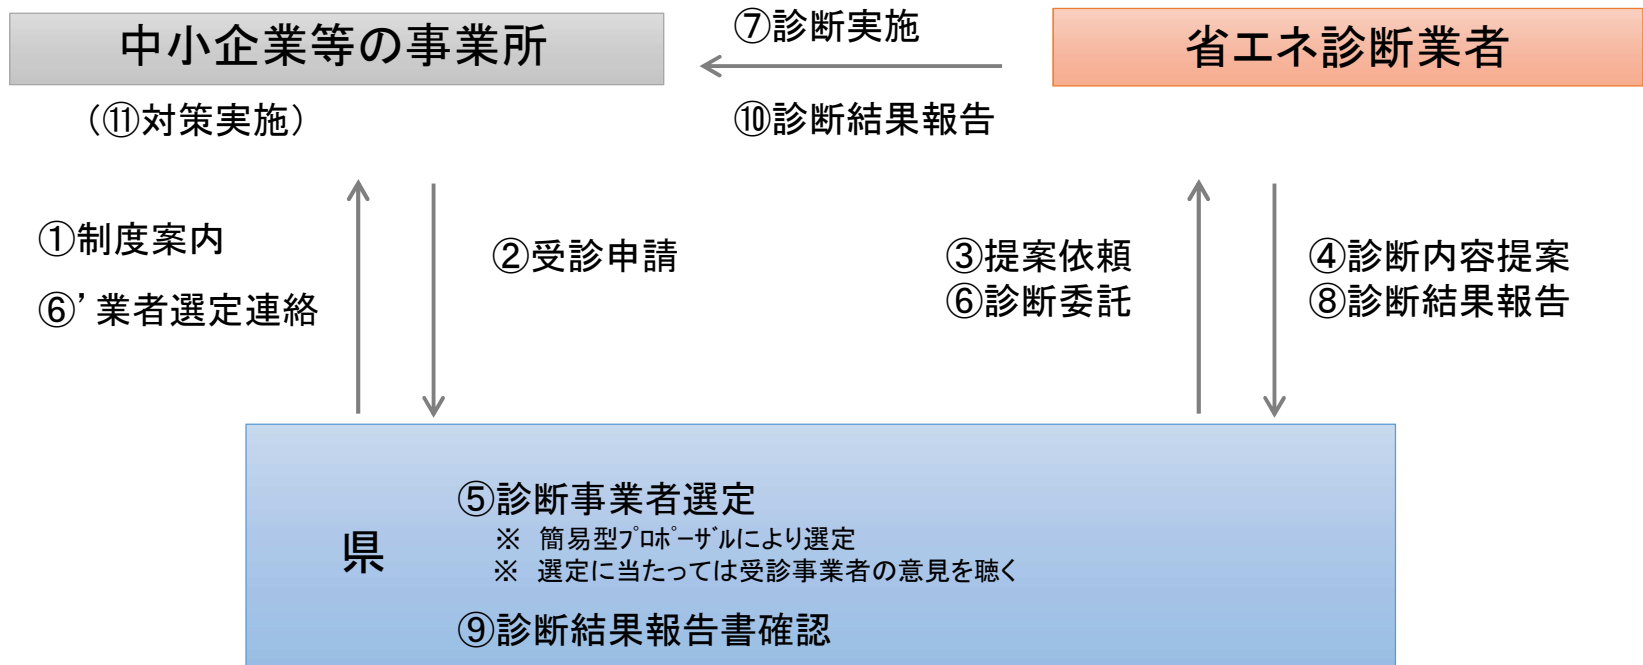 中小企業等の事業所
⑦診断実施
省エネ診断業者
（⑪対策実施）
⑩診断結果報告
①制度案内
⑥’業者選定連絡
②受診申請
③提案依頼
⑥診断委託
④診断内容提案
⑧診断結果報告
県
⑤診断事業者選定
※ 簡易型ﾌﾟﾛﾎﾟｰｻﾞﾙにより選定
※ 選定に当たっては受診事業者の意見を聴く
⑨診断結果報告書確認